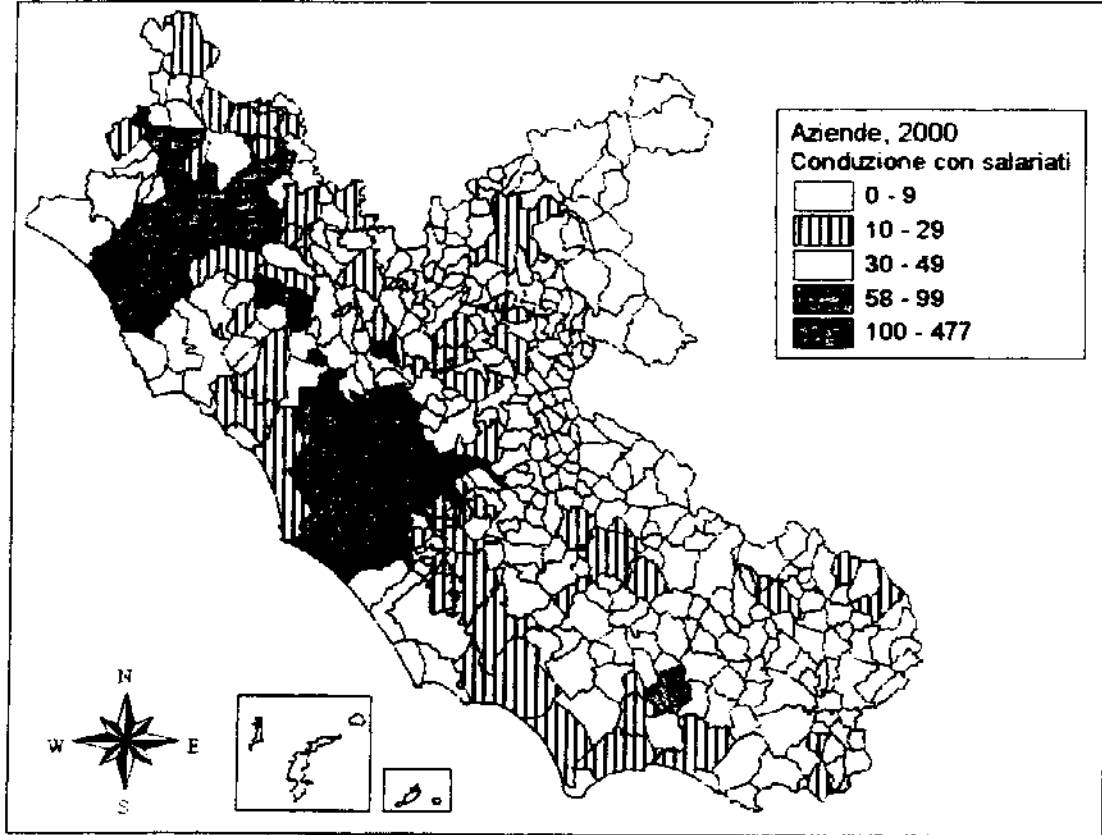 Aziende, 2000
Conduzione con salariati
0 - 9
10 - 29
30 - 49
58 - 99
100 - 477
N
W E
S